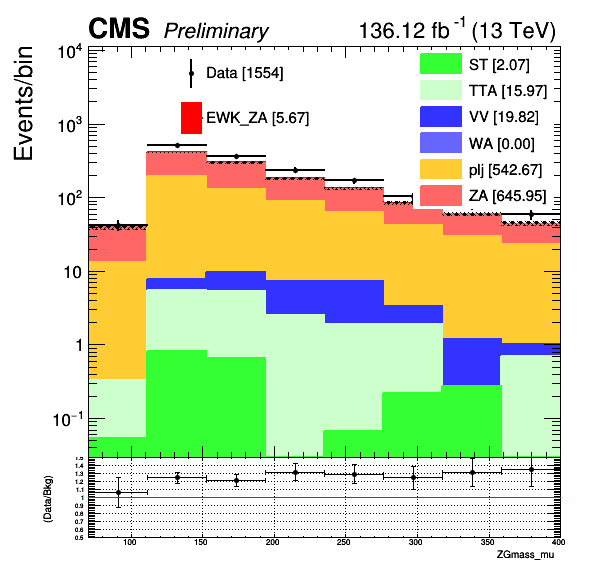 CMS Preliminary 136.12 fb⁻¹ (13 TeV)
Events/bin
10⁴
10³
10²
10
1
10⁻¹
Data [1554]
EWK_ZA [5.67]
ST [2.07]
TTA [15.97]
VV [19.82]
WA [0.00]
plj [542.67]
ZA [645.95]
(Data/Bkg)
1.5
1.4
1.3
1.2
1.1
1
0.9
0.8
0.7
0.6
0.5
100 150 200 250 300 350 400
ZGmass_mu